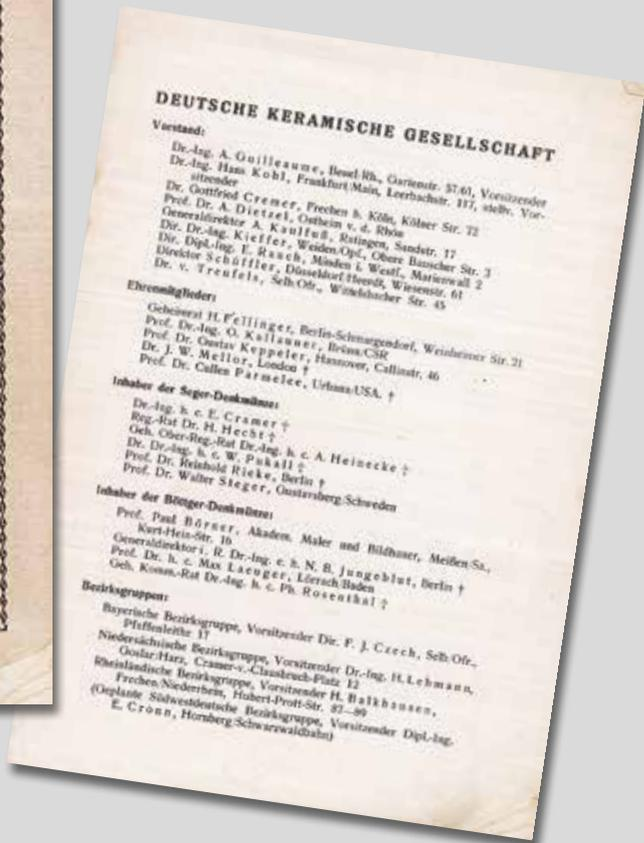 DEUTSCHE KERAMISCHE GESELLSCHAFT
Vorstand:
Dr.-Ing. A. Guilleaume, Beuel/Rh., Gartenstr. 57/61, Vorsitzender
Dr.-Ing. Hans Kohl, Frankfurt/Main, Leerbachstr. 117, stellv. Vor-
sitzender
Dr. Gottfried Cremer, Frechen b. Köln, Kölner Str. 72
Prof. Dr. A. Dietzel, Ostheim v. d. Rhön
Generaldirektor A. Kaulfuß, Ratingen, Sandstr. 17
Dir. Dr.-Ing. Kieffer, Weiden/Opf., Obere Bauscher Str. 3
Dir. Dipl.-Ing. E. Rasch, Minden i. Westf., Marienwall 2
Direktor Schüffler, Düsseldorf/Heerdt, Wiesenstr. 61
Dr. v. Treufels, Selb/Ofr., Wittelsbacher Str. 45
Ehrenmitglieder:
Geheimrat H. Fellinger, Berlin-Schmargendorf, Weinheimer Str. 21
Prof. Dr.-Ing. O. Kallauner, Brünn/CSR
Prof. Dr. Gustav Keppeler, Hannover, Callinstr. 46
Dr. J. W. Mellor, London †
Prof. Dr. Cullen Parmelee, Urbana/USA. †
Inhaber der Seger-Denkmünze:
Dr.-Ing. h. c. E. Cramer †
Reg.-Rat Dr. H. Hecht †
Geh. Ober-Reg.-Rat Dr.-Ing. h. c. A. Heinecke †
Dr. Dr.-Ing. h. c. W. Pukall †
Prof. Dr. Reinhold Rieke, Berlin †
Prof. Dr. Walter Steger, Gustavsberg/Schweden
Inhaber der Böttger-Denkmünze:
Prof. Paul Börner, Akadem. Maler und Bildhauer, Meißen/Sa.,
Kurt-Hein-Str. 16
Generaldirektor i. R. Dr.-Ing. e. h. N. B. Jungeblut, Berlin †
Prof. Dr. h. c. Max Laeuger, Lörrach/Baden
Geh. Komm.-Rat Dr.-Ing. h. c. Ph. Rosenthal †
Bezirksgruppen:
Bayerische Bezirksgruppe, Vorsitzender Dir. F. J. Czech, Selb/Ofr.,
Pfaffenleithe 17
Niedersächsische Bezirksgruppe, Vorsitzender Dr.-Ing. H. Lehmann,
Goslar/Harz, Cramer-v.-Clausbruch-Platz 12
Rheinländische Bezirksgruppe, Vorsitzender H. Balkhausen,
Frechen/Niederrhein, Hubert-Prott-Str. 87—89
(Geplante Südwestdeutsche Bezirksgruppe, Vorsitzender Dipl.-Ing.
E. Cronn, Hornberg/Schwarzwaldbahn)